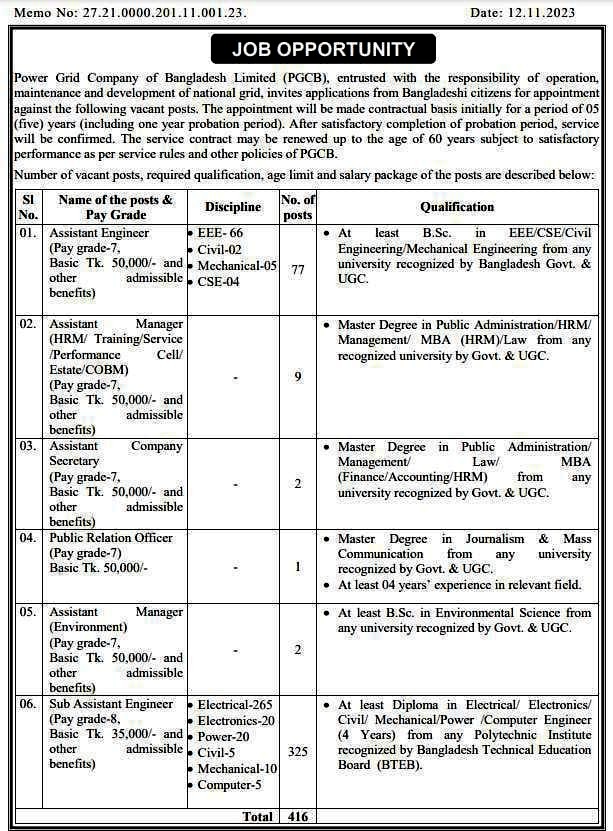 Memo No: 27.21.0000.201.11.001.23. Date: 12.11.2023
JOB OPPORTUNITY
Power Grid Company of Bangladesh Limited (PGCB), entrusted with the responsibility of operation,
maintenance and development of national grid, invites applications from Bangladeshi citizens for appointment
against the following vacant posts. The appointment will be made contractual basis initially for a period of 05
(five) years (including one year probation period). After satisfactory completion of probation period, service
will be confirmed. The service contract may be renewed up to the age of 60 years subject to satisfactory
performance as per service rules and other policies of PGCB.
Number of vacant posts, required qualification, age limit and salary package of the posts are described below:
Sl No. | Name of the posts & Pay Grade | Discipline | No. of posts | Qualification
01.
Assistant Engineer
(Pay grade-7,
Basic Tk. 50,000/- and
other admissible
benefits)
• EEE- 66
• Civil-02
• Mechanical-05
• CSE-04
77
• At least B.Sc. in EEE/CSE/Civil
Engineering/Mechanical Engineering from any
university recognized by Bangladesh Govt. &
UGC.
02.
Assistant Manager
(HRM/ Training/Service
/Performance Cell/
Estate/COBM)
(Pay grade-7,
Basic Tk. 50,000/- and
other admissible
benefits)
-
9
• Master Degree in Public Administration/HRM/
Management/ MBA (HRM)/Law from any
recognized university by Govt. & UGC.
03.
Assistant Company
Secretary
(Pay grade-7,
Basic Tk. 50,000/- and
other admissible
benefits)
-
2
• Master Degree in Public Administration/
Management/ Law/ MBA
(Finance/Accounting/HRM) from any
university recognized by Govt. & UGC.
04.
Public Relation Officer
(Pay grade-7)
Basic Tk. 50,000/-
-
1
• Master Degree in Journalism & Mass
Communication from any university
recognized by Govt. & UGC.
• At least 04 years' experience in relevant field.
05.
Assistant Manager
(Environment)
(Pay grade-7,
Basic Tk. 50,000/- and
other admissible
benefits)
-
2
• At least B.Sc. in Environmental Science from
any university recognized by Govt. & UGC.
06.
Sub Assistant Engineer
(Pay grade-8,
Basic Tk. 35,000/- and
other admissible
benefits)
• Electrical-265
• Electronics-20
• Power-20
• Civil-5
• Mechanical-10
• Computer-5
325
• At least Diploma in Electrical/ Electronics/
Civil/ Mechanical/Power /Computer Engineer
(4 Years) from any Polytechnic Institute
recognized by Bangladesh Technical Education
Board (BTEB).
Total 416